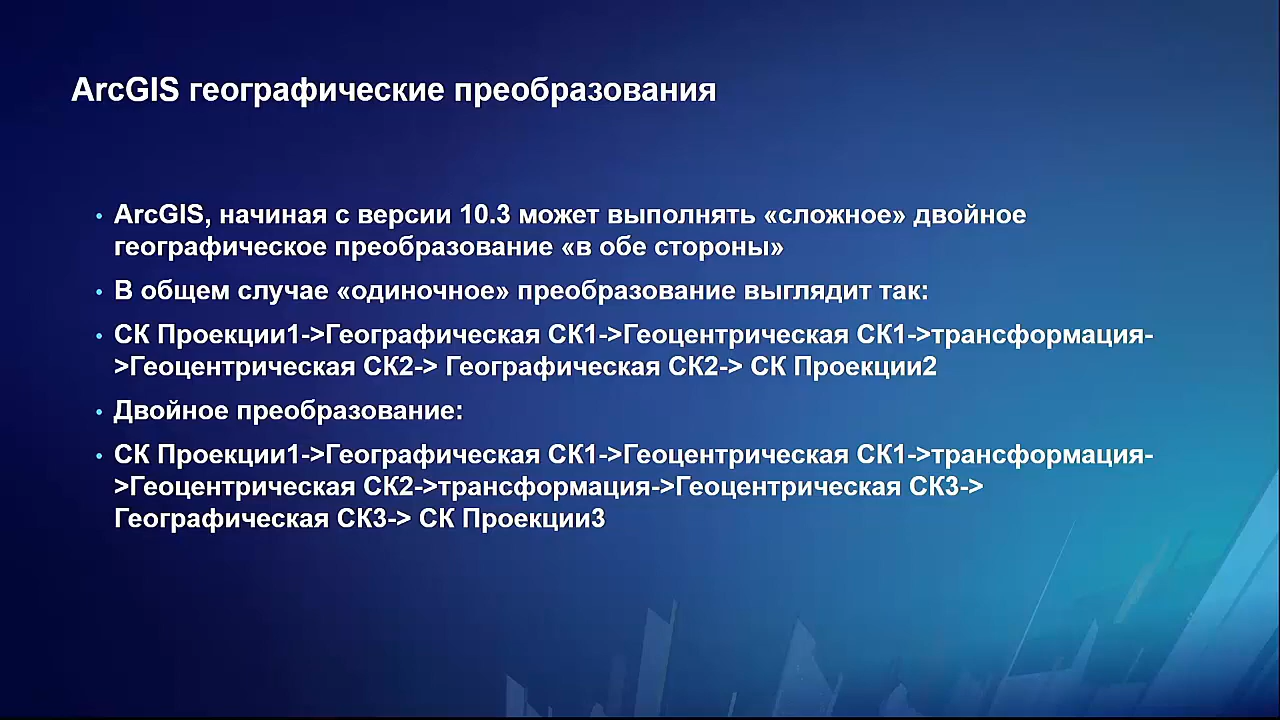 ArcGIS географические преобразования
• ArcGIS, начиная с версии 10.3 может выполнять «сложное» двойное
географическое преобразование «в обе стороны»
• В общем случае «одиночное» преобразование выглядит так:
• СК Проекции1->Географическая СК1->Геоцентрическая СК1->трансформация-
>Геоцентрическая СК2-> Географическая СК2-> СК Проекции2
• Двойное преобразование:
• СК Проекции1->Географическая СК1->Геоцентрическая СК1->трансформация-
>Геоцентрическая СК2->трансформация->Геоцентрическая СК3->
Географическая СК3-> СК Проекции3